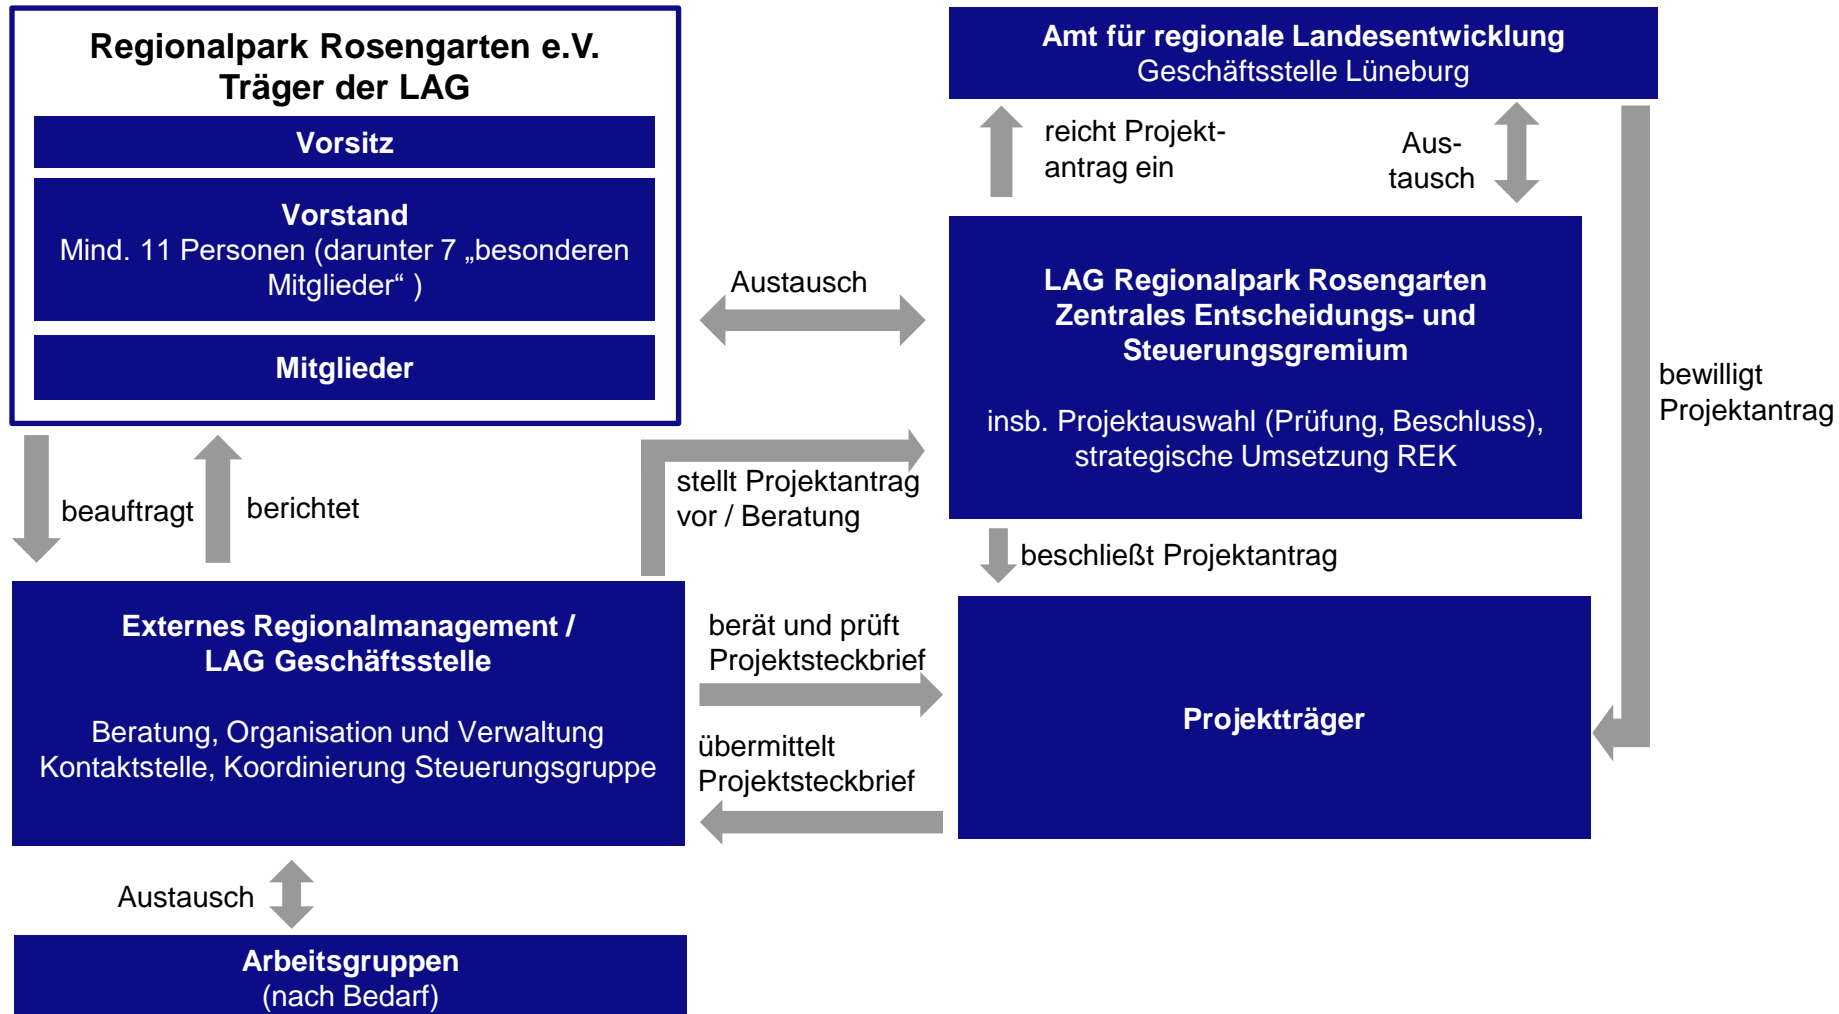 Regionalpark Rosengarten e.V.
Träger der LAG
Vorsitz
Vorstand
Mind. 11 Personen (darunter 7 „besonderen
Mitglieder“ )
Mitglieder
Amt für regionale Landesentwicklung
Geschäftsstelle Lüneburg
reicht Projekt-
antrag ein
Aus-
tausch
Austausch
LAG Regionalpark Rosengarten
Zentrales Entscheidungs- und
Steuerungsgremium
insb. Projektauswahl (Prüfung, Beschluss),
strategische Umsetzung REK
bewilligt
Projektantrag
beauftragt
berichtet
stellt Projektantrag
vor / Beratung
beschließt Projektantrag
Externes Regionalmanagement /
LAG Geschäftsstelle
Beratung, Organisation und Verwaltung
Kontaktstelle, Koordinierung Steuerungsgruppe
berät und prüft
Projektsteckbrief
übermittelt
Projektsteckbrief
Projektträger
Austausch
Arbeitsgruppen
(nach Bedarf)